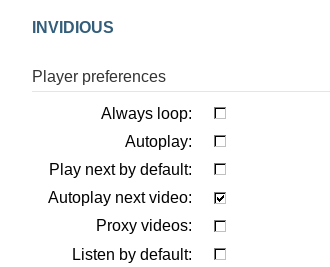 INVIDIOUS
Player preferences
Always loop:
Autoplay:
Play next by default:
Autoplay next video:
Proxy videos:
Listen by default: